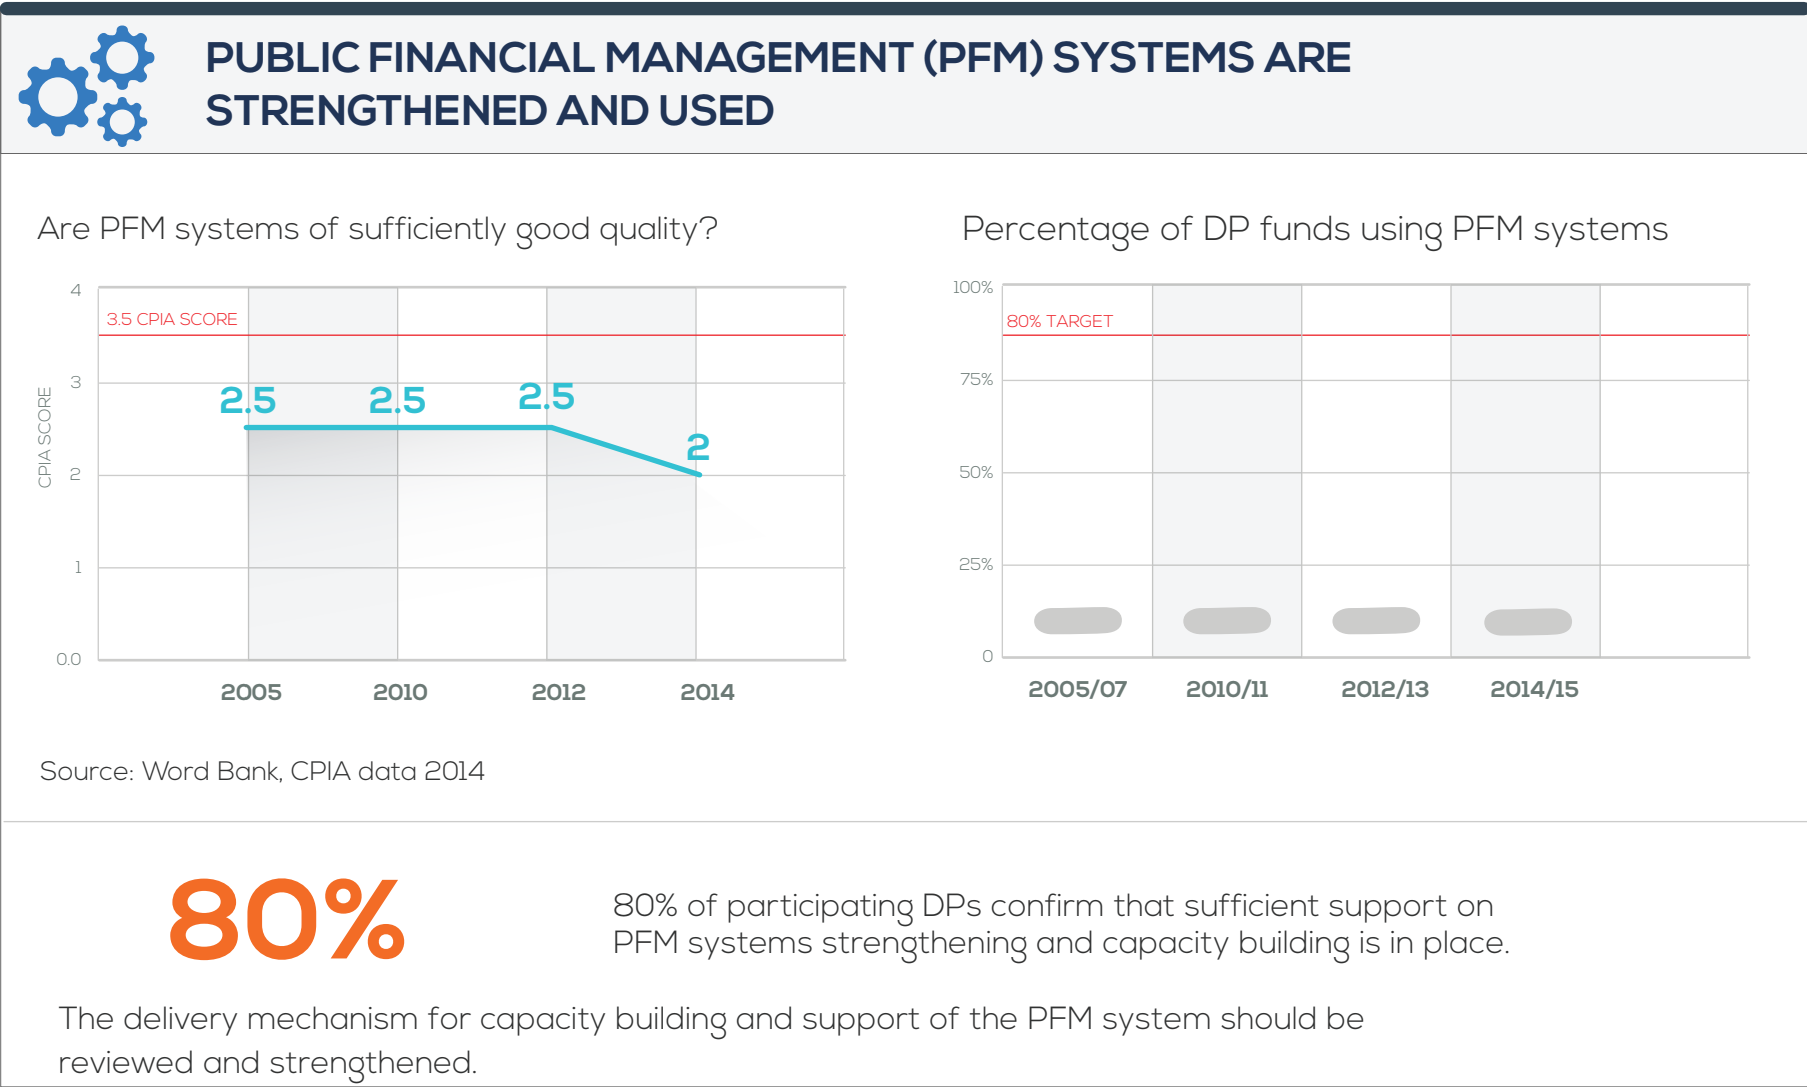 PUBLIC FINANCIAL MANAGEMENT (PFM) SYSTEMS ARE
STRENGTHENED AND USED
Are PFM systems of sufficiently good quality?
4
3.5 CPIA SCORE
3
2.5
2.5
2.5
2
CPIA SCORE
2
1
0.0
2005
2010
2012
2014
Percentage of DP funds using PFM systems
100%
80% TARGET
75%
50%
25%
0
2005/07
2010/11
2012/13
2014/15
Source: Word Bank, CPIA data 2014
80%
80% of participating DPs confirm that sufficient support on
PFM systems strengthening and capacity building is in place.
The delivery mechanism for capacity building and support of the PFM system should be
reviewed and strengthened.